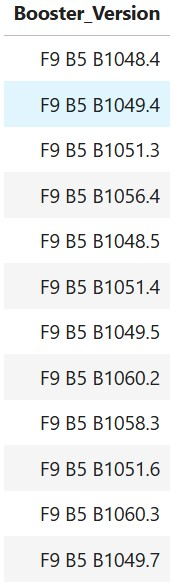 Booster_Version
F9 B5 B1048.4
F9 B5 B1049.4
F9 B5 B1051.3
F9 B5 B1056.4
F9 B5 B1048.5
F9 B5 B1051.4
F9 B5 B1049.5
F9 B5 B1060.2
F9 B5 B1058.3
F9 B5 B1051.6
F9 B5 B1060.3
F9 B5 B1049.7